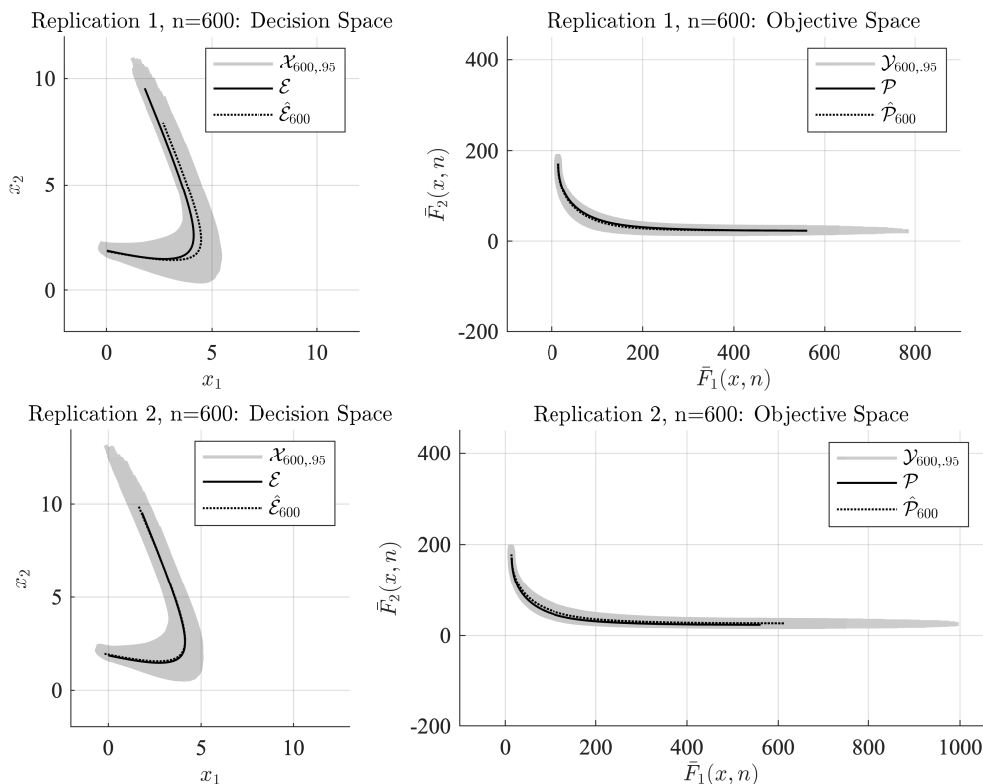 Replication 1, n=600: Decision Space
10
5
0
x₂
0 5 10
x₁
𝒳₆₀₀,.₉₅
ℰ
ℰ̂₆₀₀
Replication 1, n=600: Objective Space
400
200
0
-200
F̄₂(x, n)
0 200 400 600 800
F̄₁(x, n)
𝒴₆₀₀,.₉₅
𝒫
𝒫̂₆₀₀
Replication 2, n=600: Decision Space
10
5
0
x₂
0 5 10
x₁
𝒳₆₀₀,.₉₅
ℰ
ℰ̂₆₀₀
Replication 2, n=600: Objective Space
400
200
0
-200
F̄₂(x, n)
0 200 400 600 800 1000
F̄₁(x, n)
𝒴₆₀₀,.₉₅
𝒫
𝒫̂₆₀₀